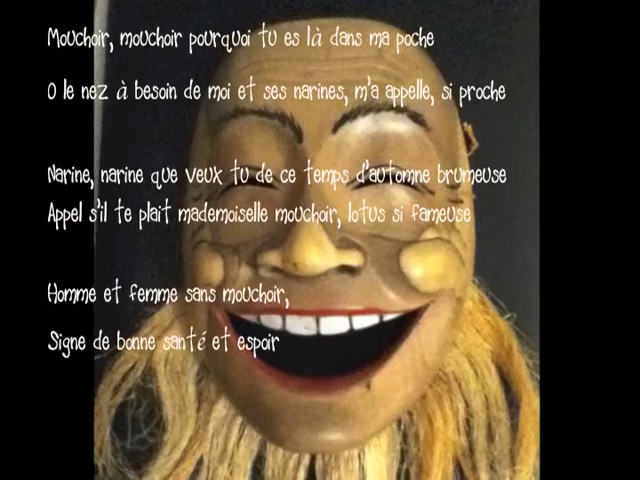 Mouchoir, mouchoir pourquoi tu es là dans ma poche
O le nez à besoin de moi et ses narines, m'a appelle, si proche
Narine, narine que veux tu de ce temps d'automne brumeuse
Appel s'il te plait mademoiselle mouchoir, lotus si fameuse
Homme et femme sans mouchoir,
Signe de bonne santé et espoir